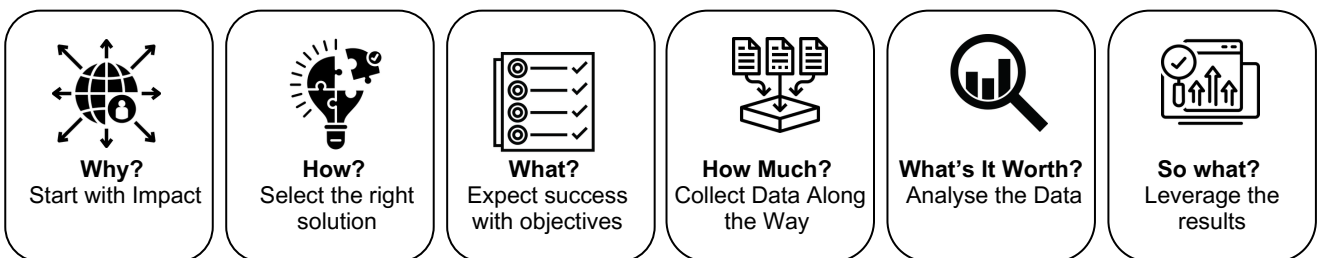 Why?
Start with Impact
How?
Select the right
solution
What?
Expect success
with objectives
How Much?
Collect Data Along
the Way
What's It Worth?
Analyse the Data
So what?
Leverage the
results